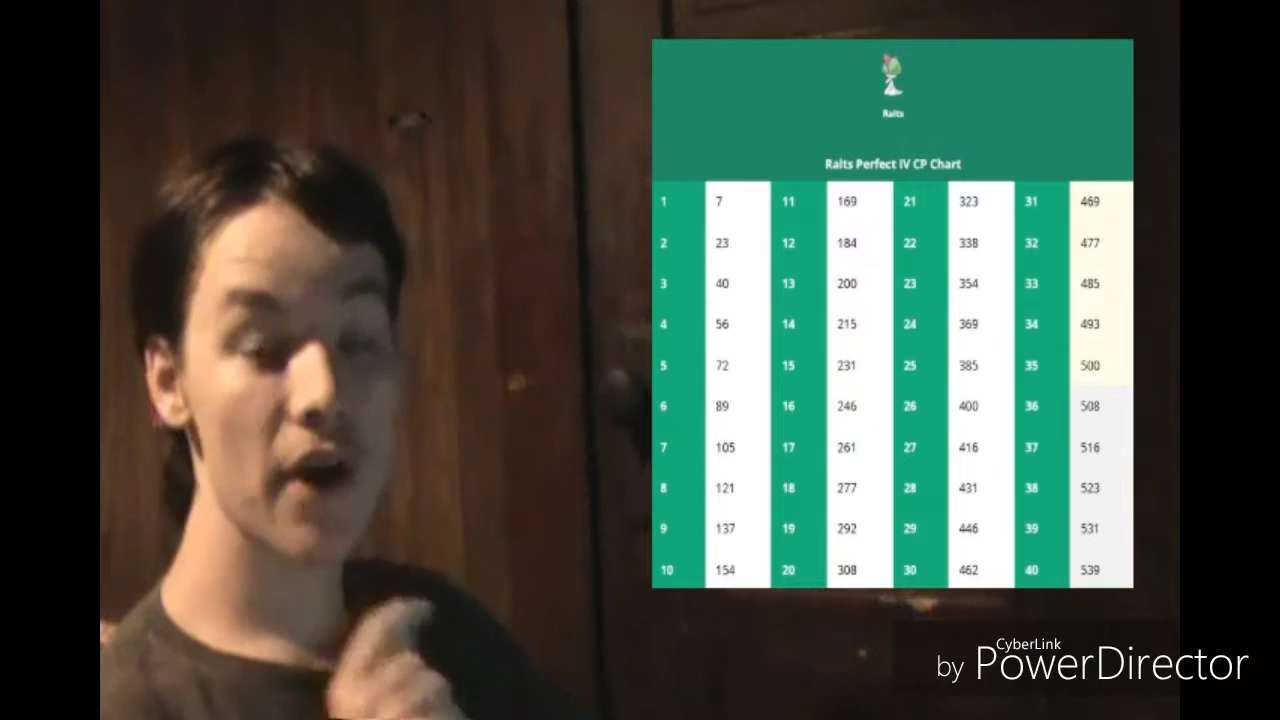 Ralts
Ralts Perfect IV CP Chart
1 7 11 169 21 323 31 469
2 23 12 184 22 338 32 477
3 40 13 200 23 354 33 485
4 56 14 215 24 369 34 493
5 72 15 231 25 385 35 500
6 89 16 246 26 400 36 508
7 105 17 261 27 416 37 516
8 121 18 277 28 431 38 523
9 137 19 292 29 446 39 531
10 154 20 308 30 462 40 539
CyberLink
by PowerDirector